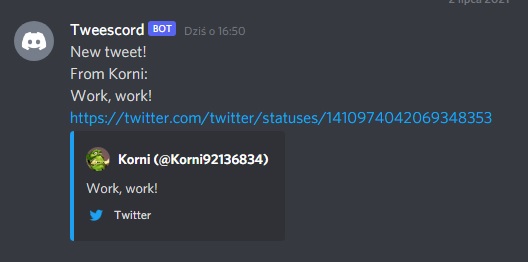 2 lipca 2021
Tweescord BOT Dziś o 16:50
New tweet!
From Korni:
Work, work!
https://twitter.com/twitter/statuses/1410974042069348353
Korni (@Korni92136834)
Work, work!
Twitter